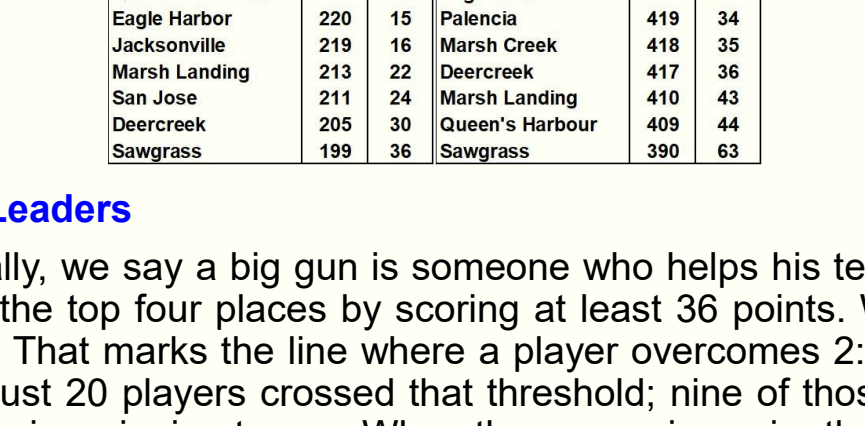 Eagle Harbor 220 15 Palencia 419 34
Jacksonville 219 16 Marsh Creek 418 35
Marsh Landing 213 22 Deercreek 417 36
San Jose 211 24 Marsh Landing 410 43
Deercreek 205 30 Queen's Harbour 409 44
Sawgrass 199 36 Sawgrass 390 63
Leaders
ally, we say a big gun is someone who helps his te
the top four places by scoring at least 36 points.
That marks the line where a player overcomes 2:
ust 20 players crossed that threshold; nine of thos